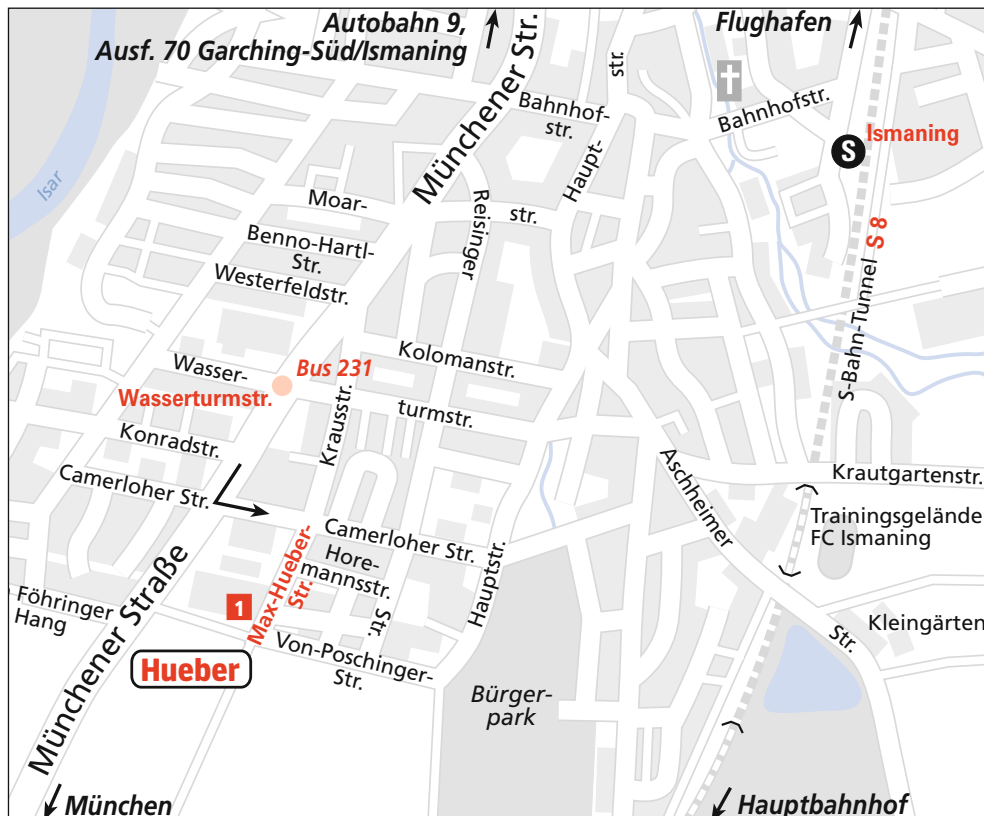 Autobahn 9,
Ausf. 70 Garching-Süd/Ismaning
Flughafen
Münchener Str.
Bahnhof-
str.
str.
Haupt-
Bahnhofstr.
S
Ismaning
Isar
Moar-
str.
Reisinger
Benno-Hartl-
Str.
Westerfeldstr.
S 8
S-Bahn-Tunnel
Wasser-
turmstr.
Bus 231
Wasserturmstr.
Kolomanstr.
Krausstr.
Konradstr.
Camerloher Str.
Camerloher Str.
Aschheimer
Str.
Krautgartenstr.
Trainingsgelände
FC Ismaning
Hore-
mannsstr.
Str.
Hauptstr.
Max-Hueber-
Str.
1
Föhringer
Hang
Münchener Straße
Hueber
Von-Poschinger-
Str.
Kleingärten
Bürger-
park
München
Hauptbahnhof